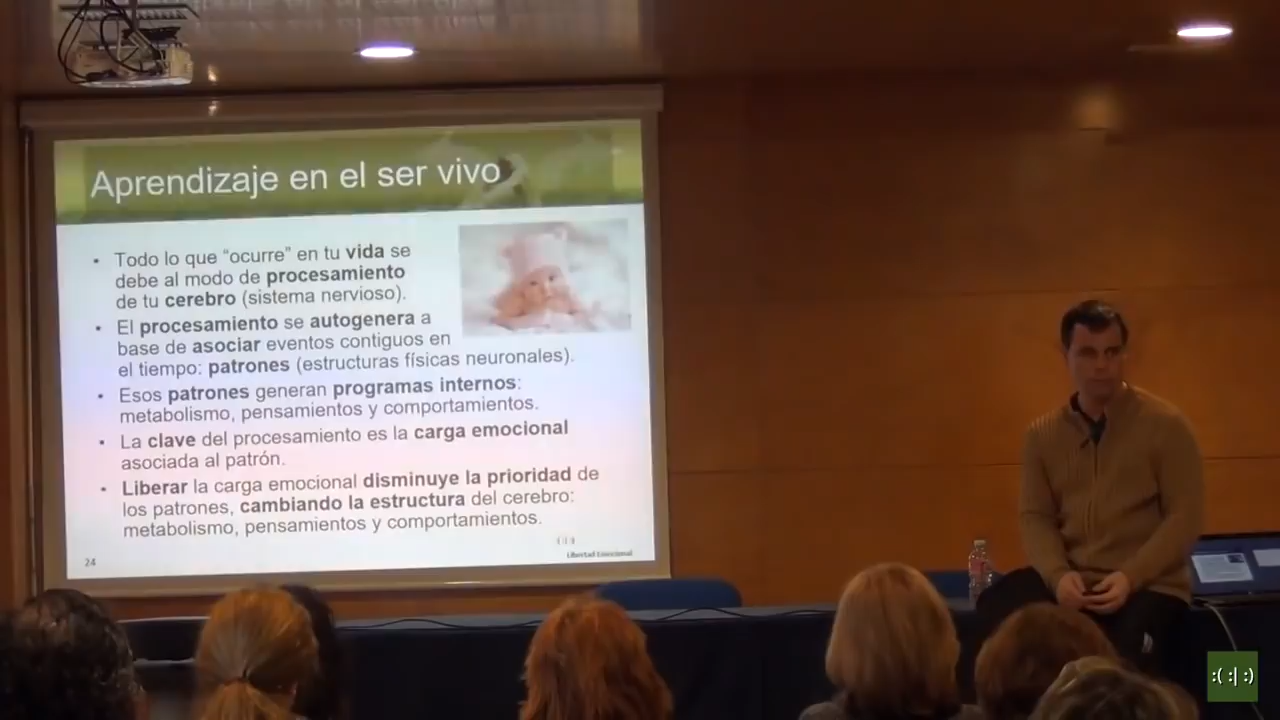 Aprendizaje en el ser vivo
• Todo lo que “ocurre” en tu vida se
debe al modo de procesamiento
de tu cerebro (sistema nervioso).
• El procesamiento se autogenera a
base de asociar eventos contiguos en
el tiempo: patrones (estructuras físicas neuronales).
• Esos patrones generan programas internos:
metabolismo, pensamientos y comportamientos.
• La clave del procesamiento es la carga emocional
asociada al patrón.
• Liberar la carga emocional disminuye la prioridad de
los patrones, cambiando la estructura del cerebro:
metabolismo, pensamientos y comportamientos.
24
Libertad Emocional
:( :| :)